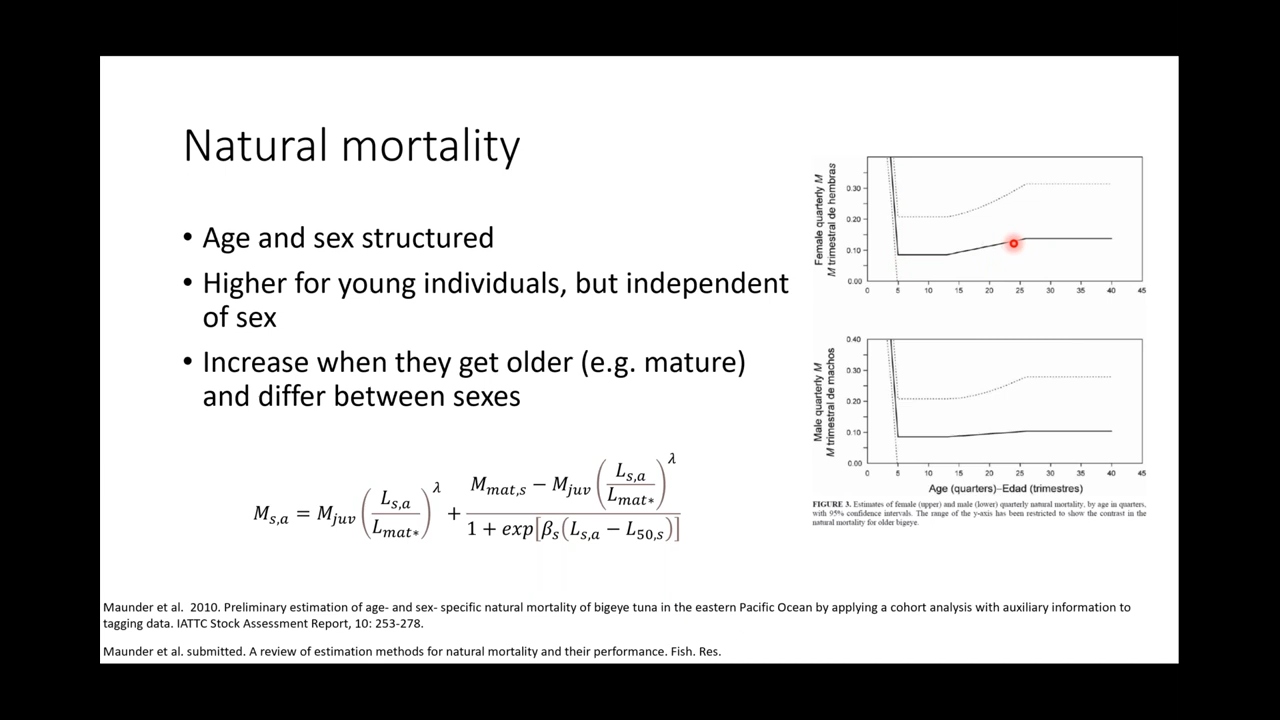 Natural mortality
• Age and sex structured
• Higher for young individuals, but independent
of sex
• Increase when they get older (e.g. mature)
and differ between sexes
M_{s,a} = M_{juv} (L_{s,a} / L_{mat*})^λ + (M_{mat,s} − M_{juv} (L_{s,a} / L_{mat*})^λ) / (1 + exp[β_s(L_{s,a} − L_{50,s})])
Female quarterly M
M trimestral de hembras
0.30
0.20
0.10
0.00
0 5 10 15 20 25 30 35 40 45
Male quarterly M
M trimestral de machos
0.40
0.30
0.20
0.10
0.00
0 5 10 15 20 25 30 35 40 45
Age (quarters)–Edad (trimestres)
FIGURE 3. Estimates of female (upper) and male (lower) quarterly natural mortality, by age in quarters,
with 95% confidence intervals. The range of the y-axis has been restricted to show the contrast in the
natural mortality for older bigeye.
Maunder et al. 2010. Preliminary estimation of age- and sex- specific natural mortality of bigeye tuna in the eastern Pacific Ocean by applying a cohort analysis with auxiliary information to
tagging data. IATTC Stock Assessment Report, 10: 253-278.
Maunder et al. submitted. A review of estimation methods for natural mortality and their performance. Fish. Res.